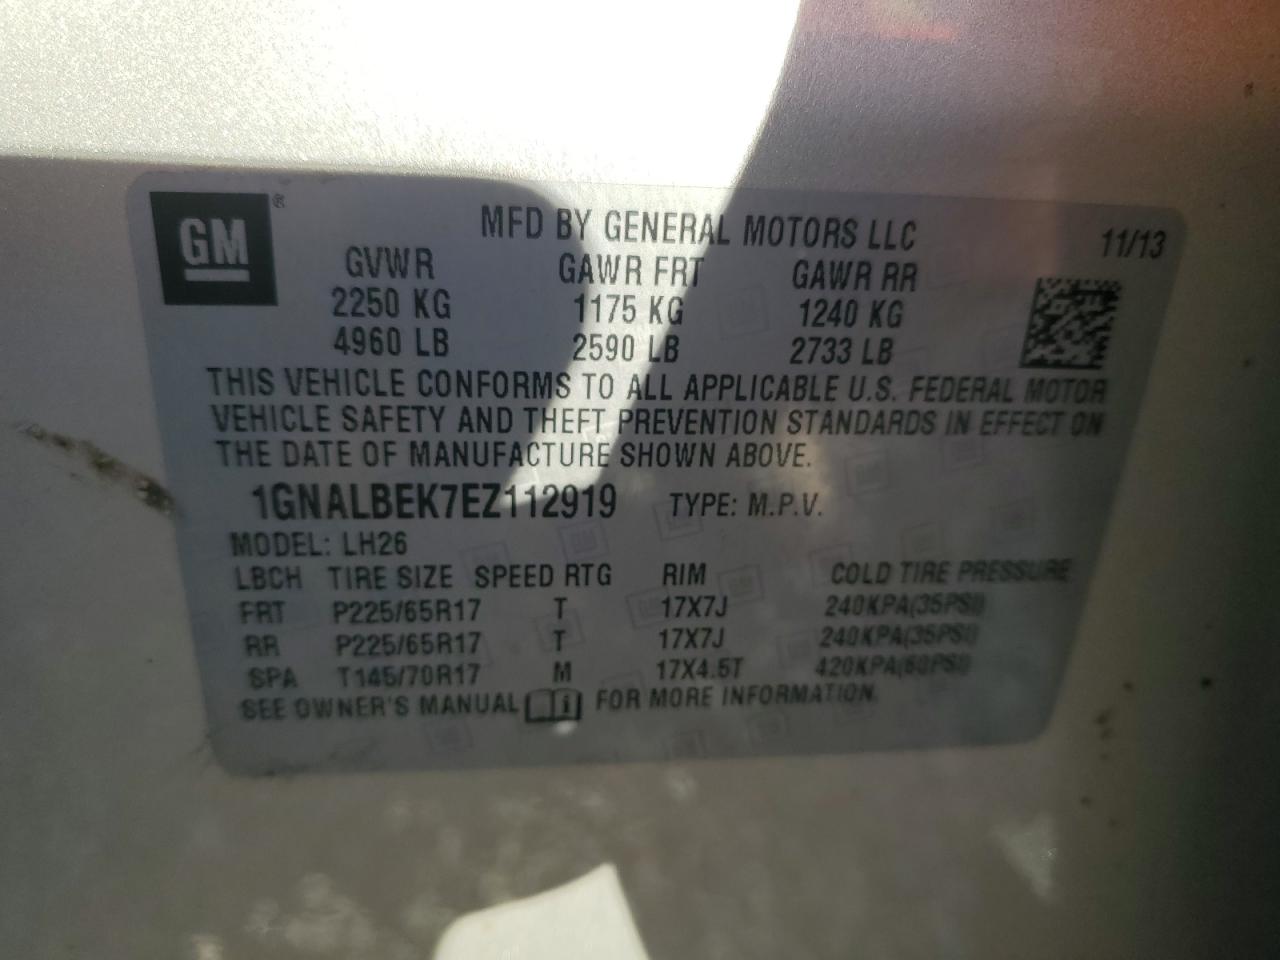 GM ®
MFD BY GENERAL MOTORS LLC 11/13
GVWR GAWR FRT GAWR RR
2250 KG 1175 KG 1240 KG
4960 LB 2590 LB 2733 LB
THIS VEHICLE CONFORMS TO ALL APPLICABLE U.S. FEDERAL MOTOR
VEHICLE SAFETY AND THEFT PREVENTION STANDARDS IN EFFECT ON
THE DATE OF MANUFACTURE SHOWN ABOVE.
1GNALBEK7EZ112919 TYPE: M.P.V.
MODEL: LH26
LBCH TIRE SIZE SPEED RTG RIM COLD TIRE PRESSURE
FRT P225/65R17 T 17X7J 240KPA(35PSI)
RR P225/65R17 T 17X7J 240KPA(35PSI)
SPA T145/70R17 M 17X4.5T 420KPA(60PSI)
SEE OWNER'S MANUAL i FOR MORE INFORMATION.